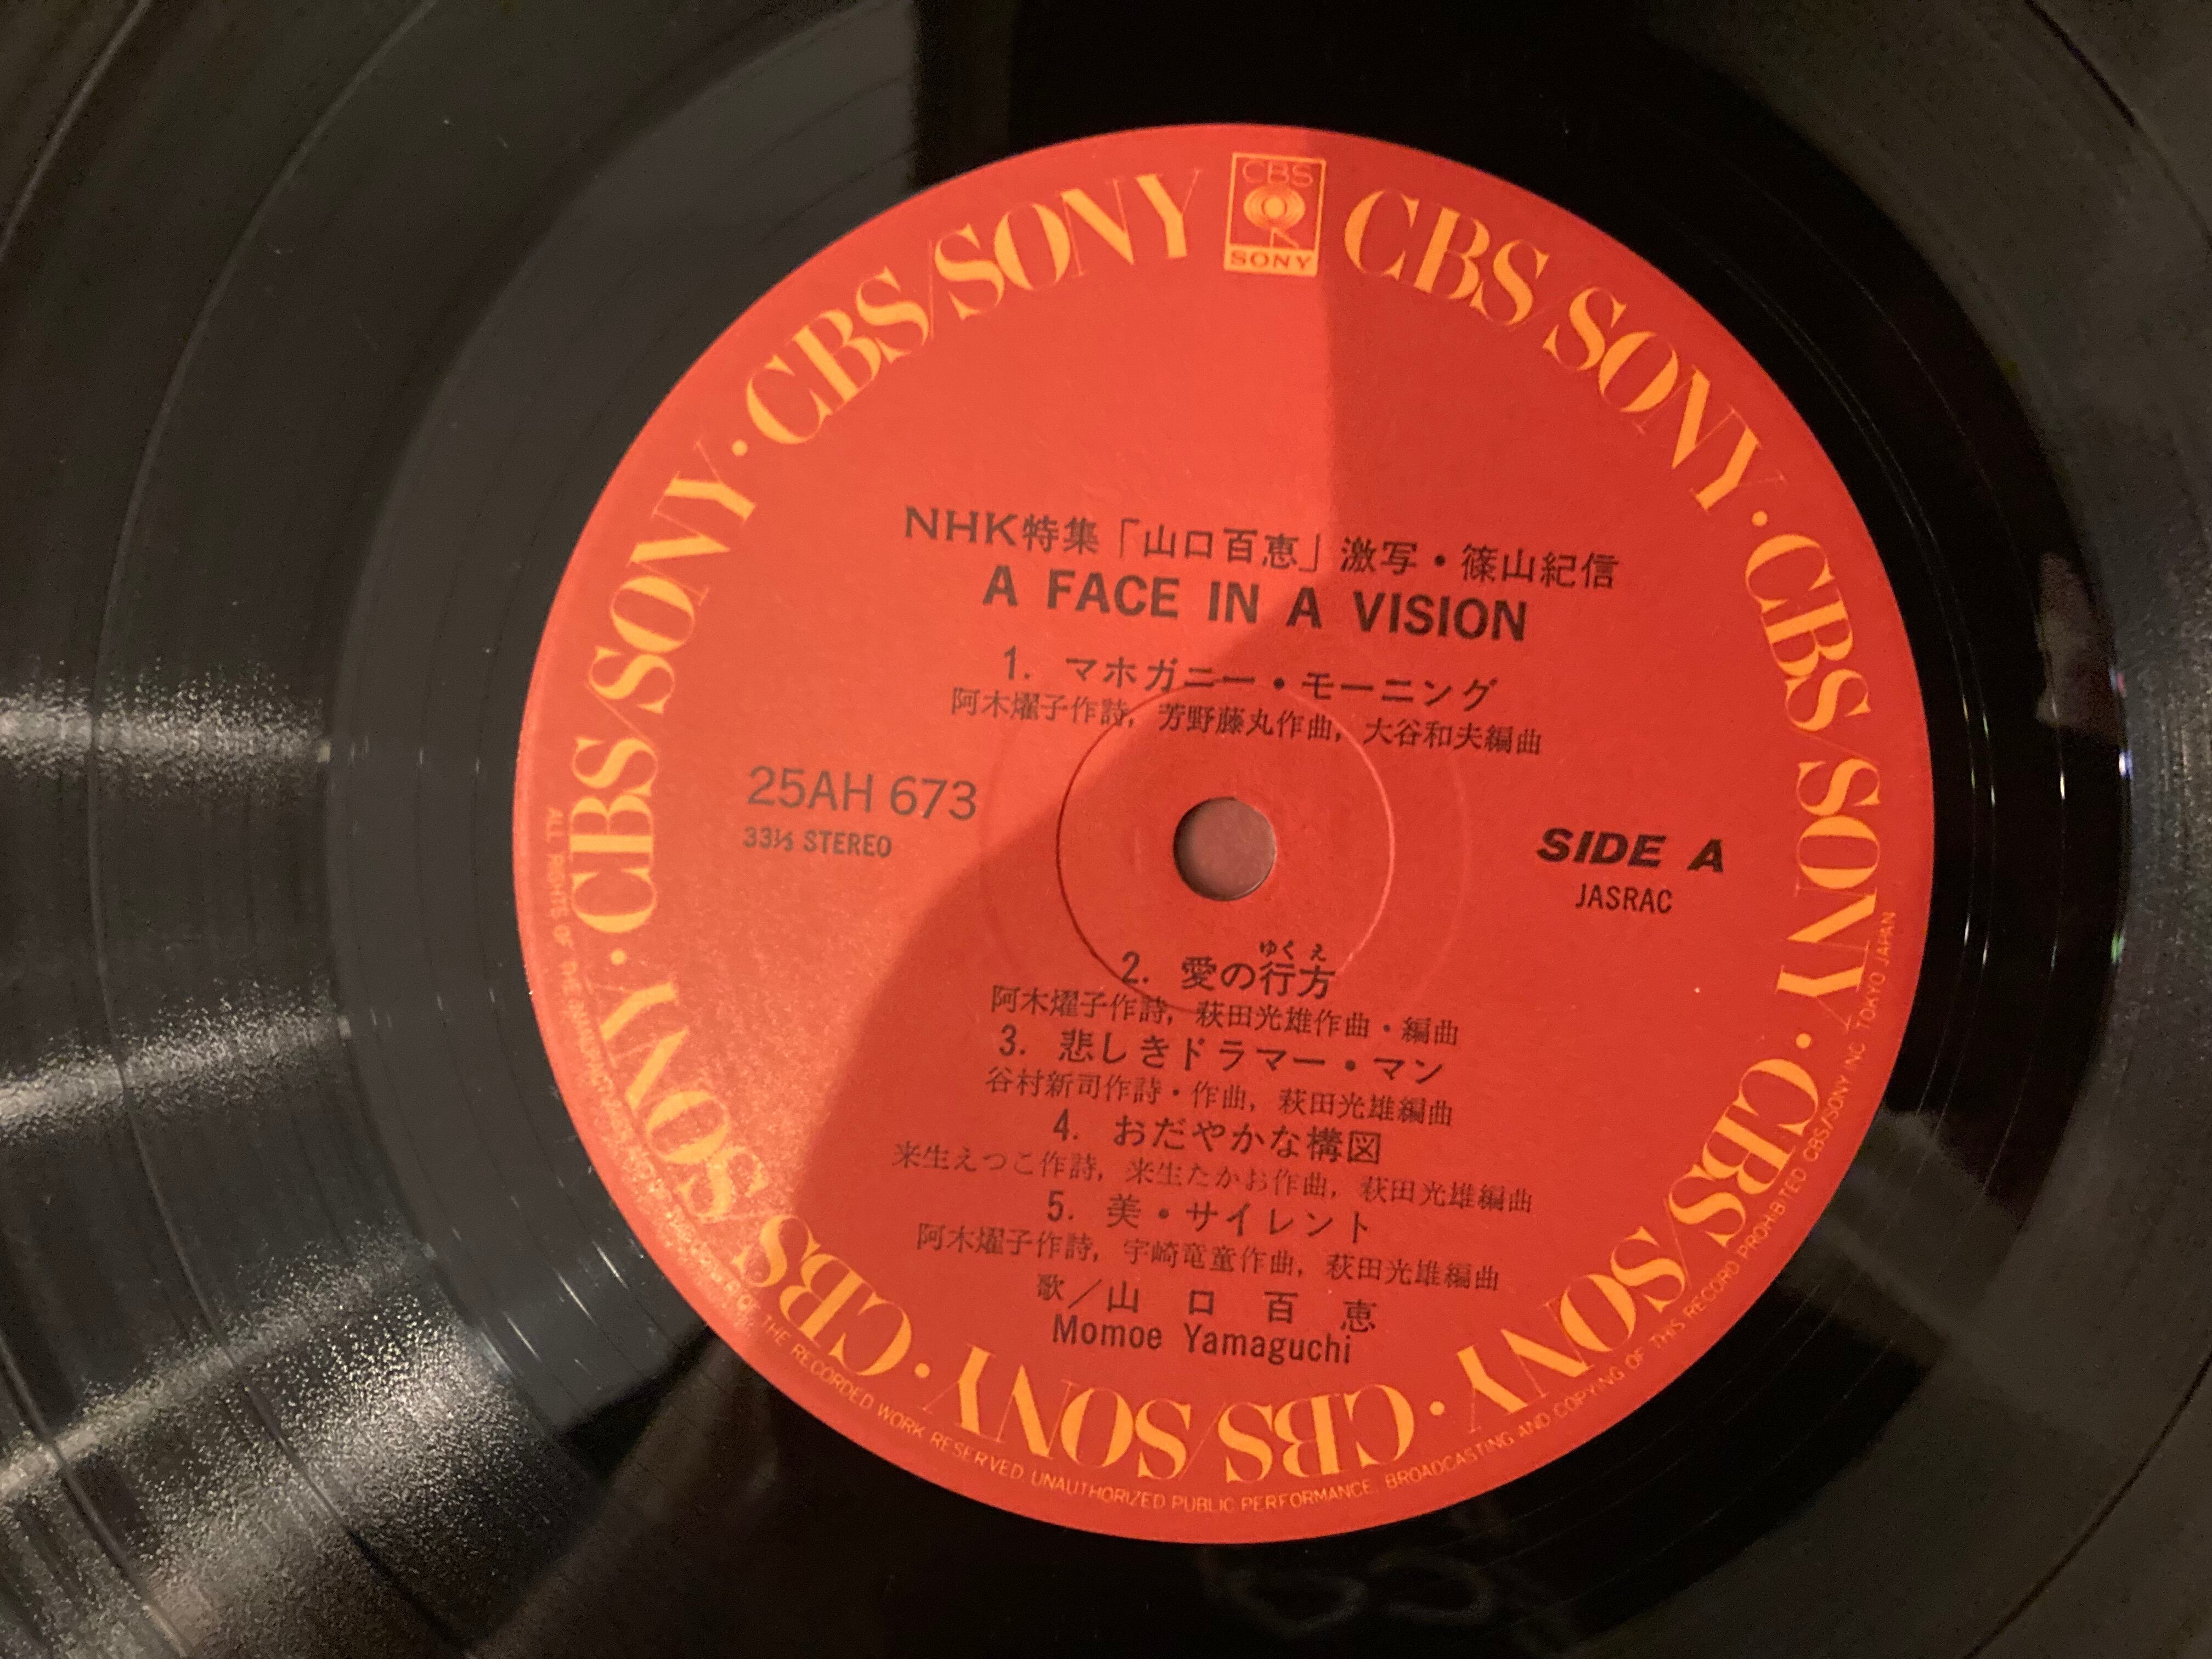 CBS
SONY
CBS/SONY・CBS/SONY・CBS/SONY・CBS/SONY・CBS/SONY・CBS/SONY・CBS/SONY
NHK特集「山口百恵」激写・篠山紀信
A FACE IN A VISION
1. マホガニー・モーニング
阿木燿子作詩, 芳野藤丸作曲, 大谷和夫編曲
25AH 673
33⅓ STEREO
SIDE A
JASRAC
ゆくえ
2. 愛の行方
阿木燿子作詩, 萩田光雄作曲・編曲
3. 悲しきドラマー・マン
谷村新司作詩・作曲, 萩田光雄編曲
4. おだやかな構図
来生えつこ作詩, 来生たかお作曲, 萩田光雄編曲
5. 美・サイレント
阿木燿子作詩, 宇崎竜童作曲, 萩田光雄編曲
歌/山口百恵
Momoe Yamaguchi
ALL RIGHTS OF THE OF THE RECORDED WORK RESERVED. UNAUTHORIZED PUBLIC PERFORMANCE, BROADCASTING AND COPYING OF THIS RECORD PROHIBITED CBS/SONY INC TOKYO JAPAN